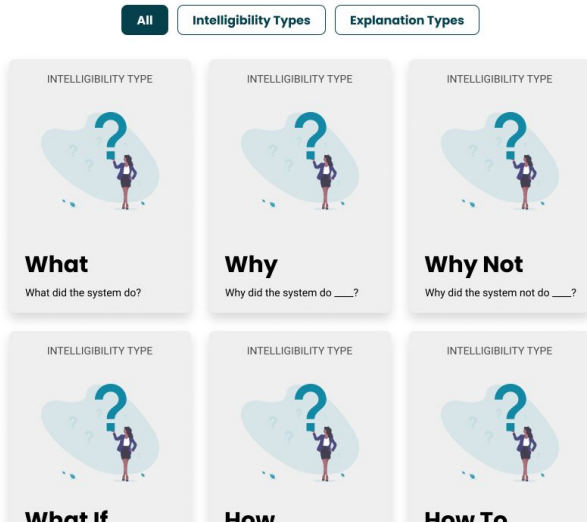 All
Intelligibility Types
Explanation Types
INTELLIGIBILITY TYPE
What
What did the system do?
INTELLIGIBILITY TYPE
Why
Why did the system do ____?
INTELLIGIBILITY TYPE
Why Not
Why did the system not do ____?
INTELLIGIBILITY TYPE
What If
INTELLIGIBILITY TYPE
How
INTELLIGIBILITY TYPE
How To